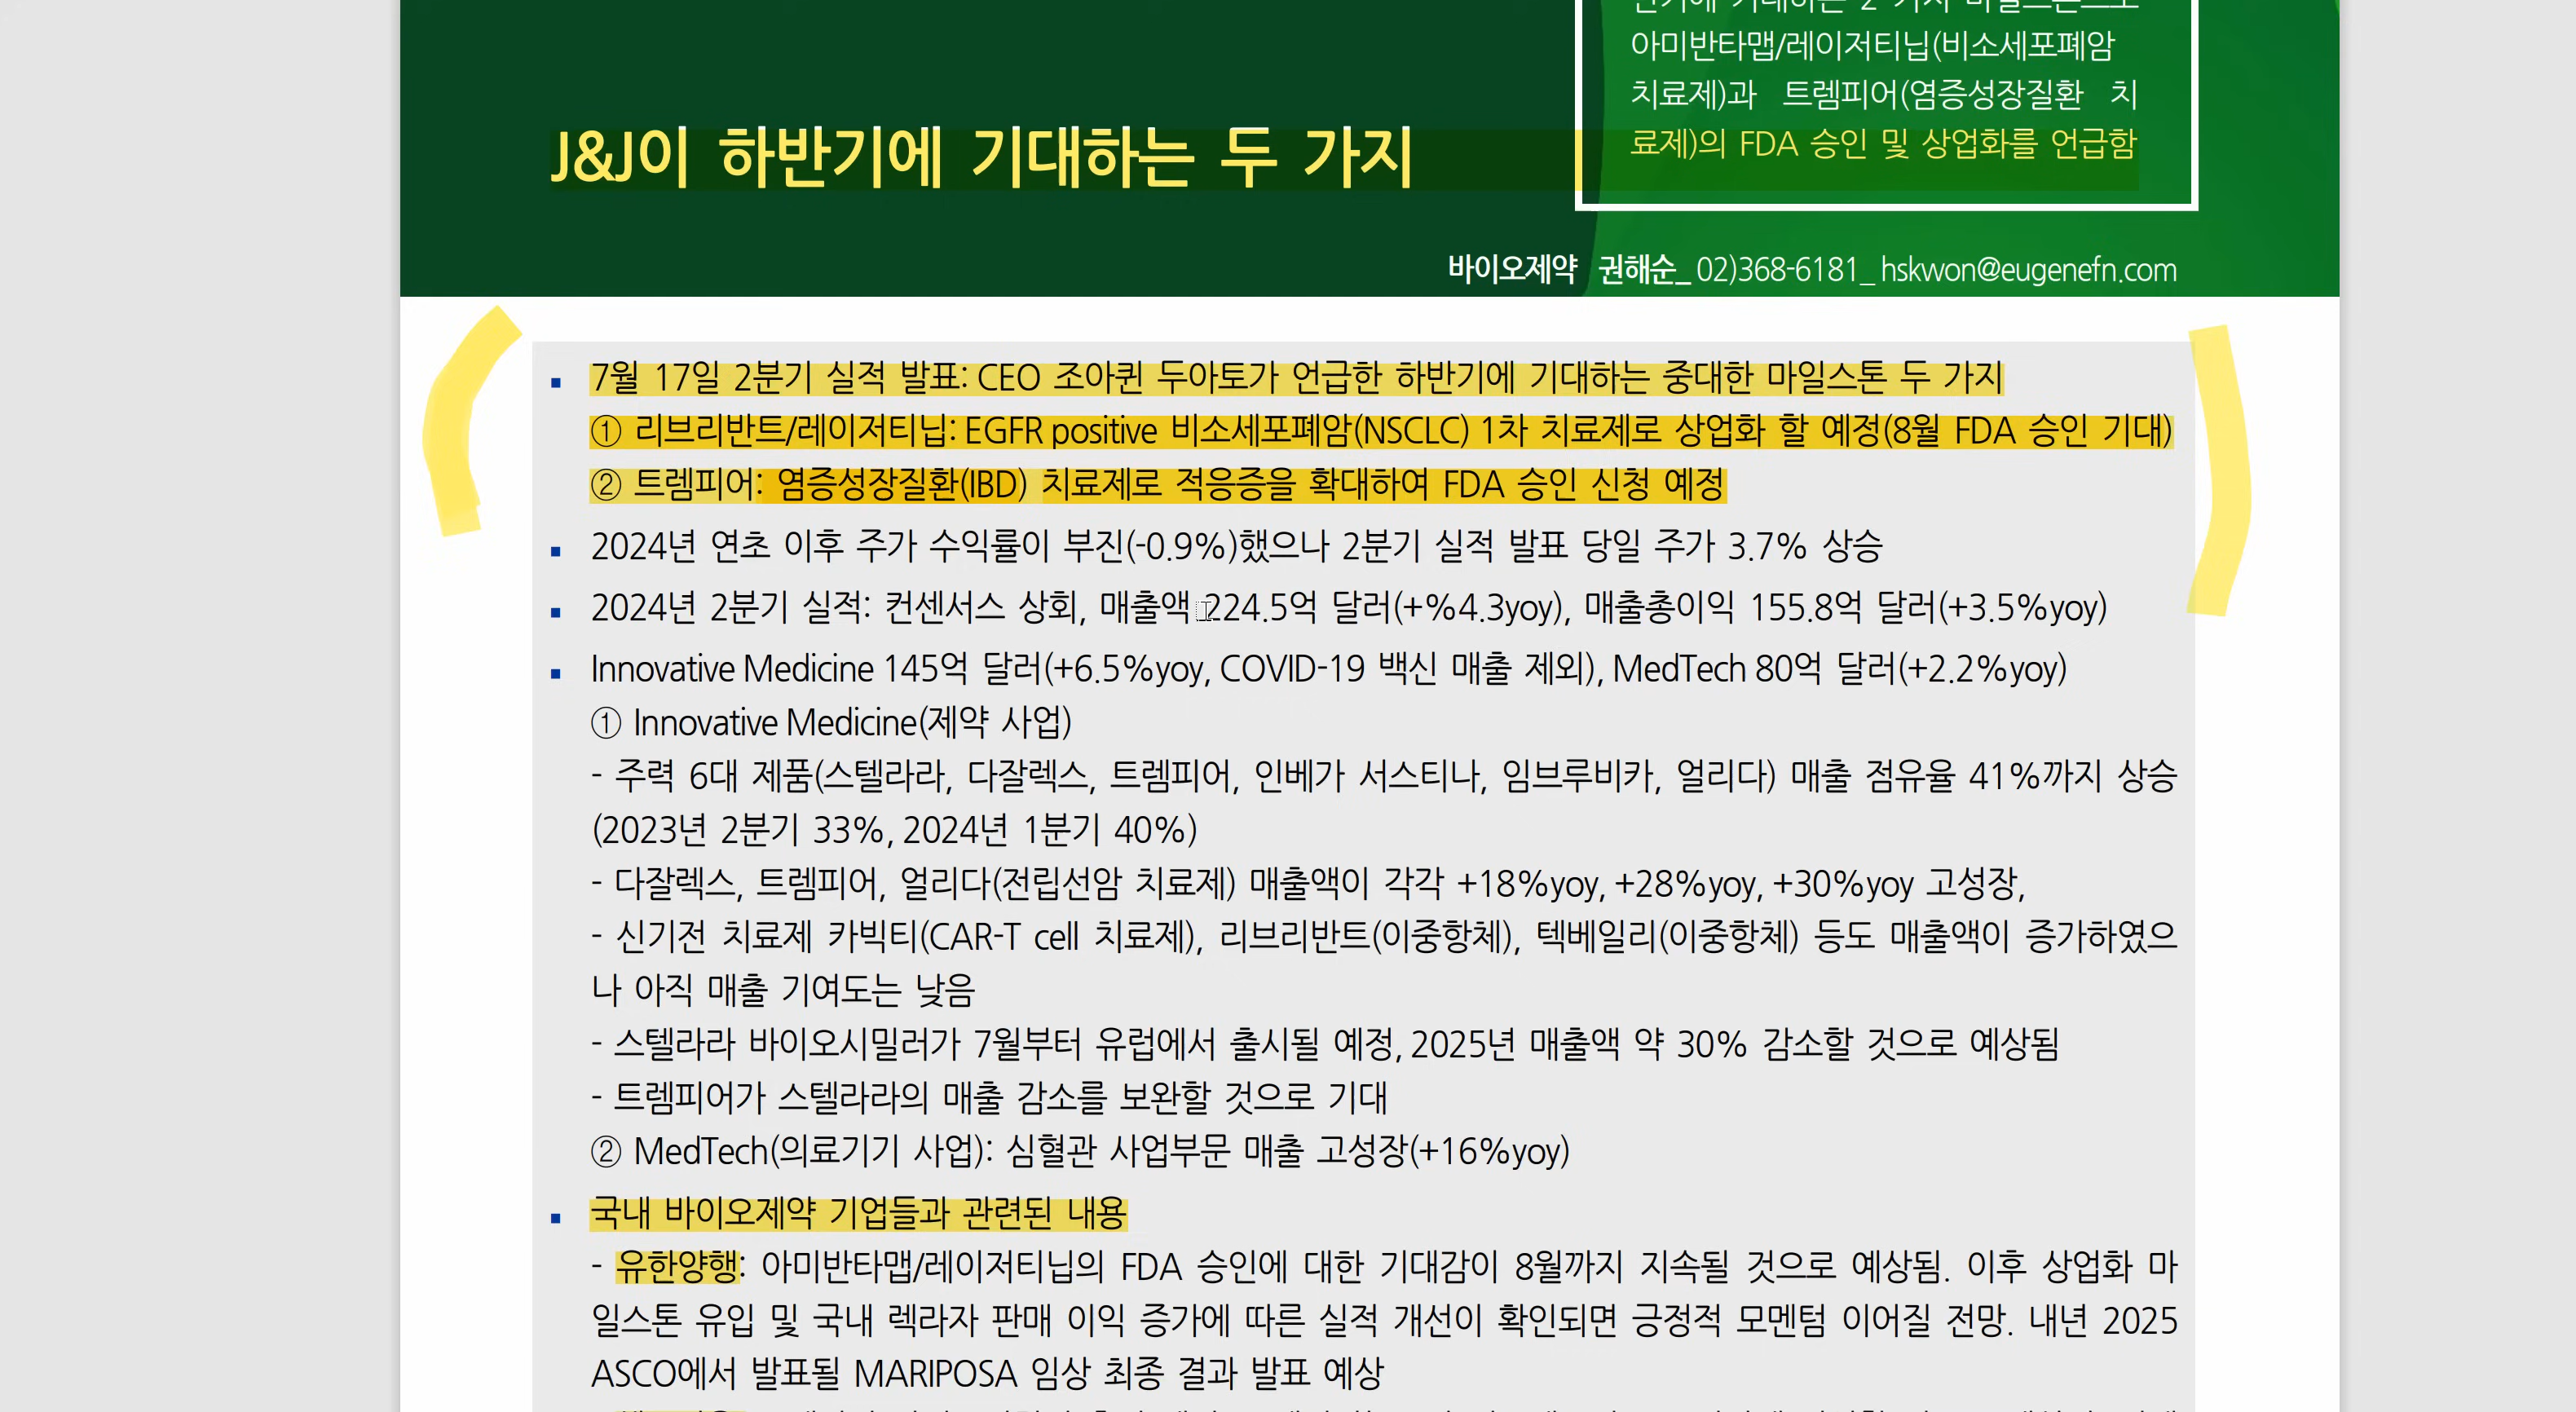 아미반타맵/레이저티닙(비소세포폐암
치료제)과 트렘피어(염증성장질환 치
료제)의 FDA 승인 및 상업화를 언급함
J&J이 하반기에 기대하는 두 가지
바이오제약 권해순_ 02)368-6181_ hskwon@eugenefn.com
▪ 7월 17일 2분기 실적 발표: CEO 조아퀸 두아토가 언급한 하반기에 기대하는 중대한 마일스톤 두 가지
① 리브리반트/레이저티닙: EGFR positive 비소세포폐암(NSCLC) 1차 치료제로 상업화 할 예정(8월 FDA 승인 기대)
② 트렘피어: 염증성장질환(IBD) 치료제로 적응증을 확대하여 FDA 승인 신청 예정
▪ 2024년 연초 이후 주가 수익률이 부진(-0.9%)했으나 2분기 실적 발표 당일 주가 3.7% 상승
▪ 2024년 2분기 실적: 컨센서스 상회, 매출액 224.5억 달러(+%4.3yoy), 매출총이익 155.8억 달러(+3.5%yoy)
▪ Innovative Medicine 145억 달러(+6.5%yoy, COVID-19 백신 매출 제외), MedTech 80억 달러(+2.2%yoy)
① Innovative Medicine(제약 사업)
- 주력 6대 제품(스텔라라, 다잘렉스, 트렘피어, 인베가 서스티나, 임브루비카, 얼리다) 매출 점유율 41%까지 상승
(2023년 2분기 33%, 2024년 1분기 40%)
- 다잘렉스, 트렘피어, 얼리다(전립선암 치료제) 매출액이 각각 +18%yoy, +28%yoy, +30%yoy 고성장,
- 신기전 치료제 카빅티(CAR-T cell 치료제), 리브리반트(이중항체), 텍베일리(이중항체) 등도 매출액이 증가하였으
나 아직 매출 기여도는 낮음
- 스텔라라 바이오시밀러가 7월부터 유럽에서 출시될 예정, 2025년 매출액 약 30% 감소할 것으로 예상됨
- 트렘피어가 스텔라라의 매출 감소를 보완할 것으로 기대
② MedTech(의료기기 사업): 심혈관 사업부문 매출 고성장(+16%yoy)
▪ 국내 바이오제약 기업들과 관련된 내용
- 유한양행: 아미반타맵/레이저티닙의 FDA 승인에 대한 기대감이 8월까지 지속될 것으로 예상됨. 이후 상업화 마
일스톤 유입 및 국내 렉라자 판매 이익 증가에 따른 실적 개선이 확인되면 긍정적 모멘텀 이어질 전망. 내년 2025
ASCO에서 발표될 MARIPOSA 임상 최종 결과 발표 예상